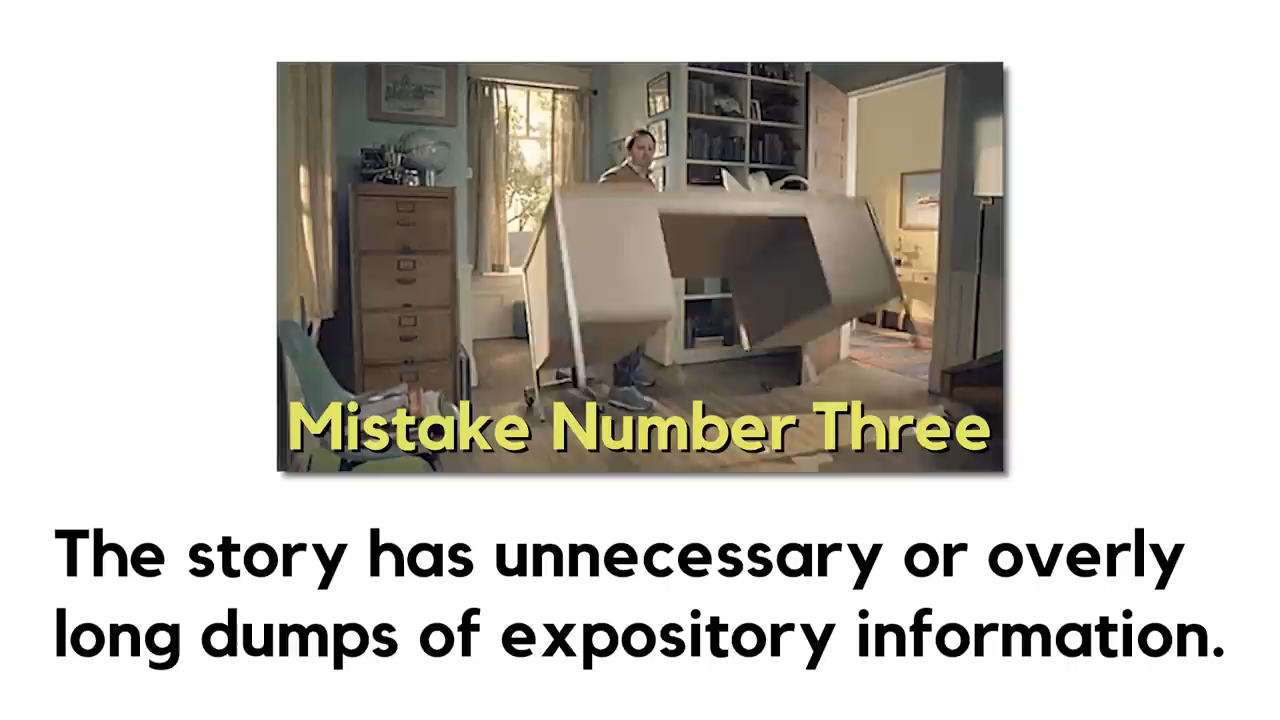 Mistake Number Three
The story has unnecessary or overly
long dumps of expository information.